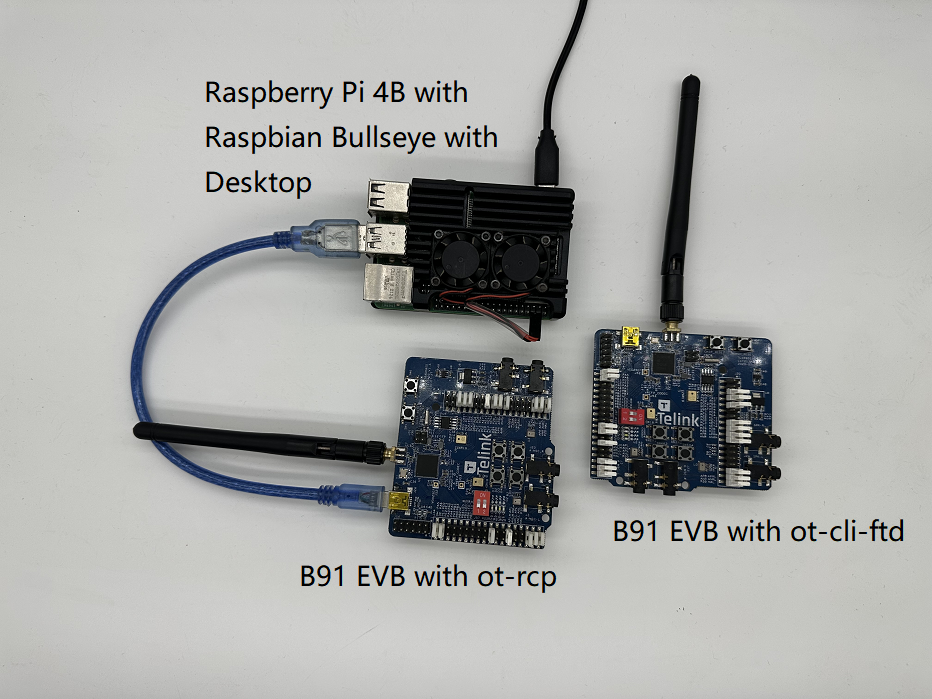 Raspberry Pi 4B with
Raspbian Bullseye with
Desktop
Telink
Telink
B91 EVB with ot-cli-ftd
B91 EVB with ot-rcp